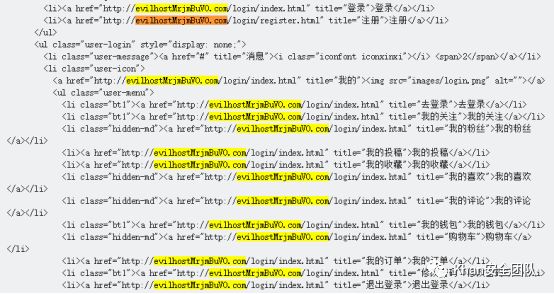 <li><a href="http://evilhostMrjmBuVO.com/login/index.html" title="登录">登录</a></li>
<li><a href="http://evilhostMrjmBuVO.com/login/register.html" title="注册">注册</a></li>
</ul>
<ul class="user-login" style="display: none;">
<li class="user-message"><a href="#" title="消息"><i class="iconfont iconxinxi"></i> <span>2</span></a></li>
<li class="user-icon">
<a href="http://evilhostMrjmBuVO.com/login/index.html" title="我的"><img src="images/login.png" alt=""></a>
<ul class="user-menu">
<li class="bt1"><a href="http://evilhostMrjmBuVO.com/login/index.html" title="去登录">去登录</a></li>
<li class="bt1"><a href="http://evilhostMrjmBuVO.com/login/index.html" title="我的关注">我的关注</a></li>
<li class="hidden-md"><a href="http://evilhostMrjmBuVO.com/login/index.html" title="我的粉丝">我的粉丝
</a></li>
<li><a href="http://evilhostMrjmBuVO.com/login/index.html" title="我的投稿">我的投稿</a></li>
<li><a href="http://evilhostMrjmBuVO.com/login/index.html" title="我的收藏">我的收藏</a></li>
<li class="hidden-md"><a href="http://evilhostMrjmBuVO.com/login/index.html" title="我的喜欢">我的喜欢
</a></li>
<li class="hidden-md"><a href="http://evilhostMrjmBuVO.com/login/index.html" title="我的评论">我的评论
</a></li>
<li class="bt1"><a href="http://evilhostMrjmBuVO.com/login/index.html" title="我的钱包">我的钱包</a></li>
<li class="hidden-md"><a href="http://evilhostMrjmBuVO.com/login/index.html" title="购物车">购物车</a>
</li>
<li><a href="http://evilhostMrjmBuVO.com/login/index.html" title="我的订单">我的订单</a></li>
<li class="bt1"><a href="http://evilhostMrjmBuVO.com/login/index.html" title="修
<li><a href="http://evilhostMrjmBuVO.com/login/index.html" title="退出登录">退出登录</a></li>
Khan安全团队